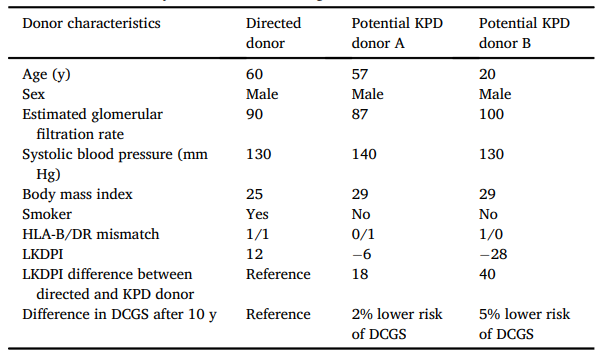 Donor characteristics Directed donor Potential KPD donor A Potential KPD donor B
Age (y) 60 57 20
Sex Male Male Male
Estimated glomerular filtration rate 90 87 100
Systolic blood pressure (mm Hg) 130 140 130
Body mass index 25 29 29
Smoker Yes No No
HLA-B/DR mismatch 1/1 0/1 1/0
LKDPI 12 −6 −28
LKDPI difference between directed and KPD donor Reference 18 40
Difference in DCGS after 10 y Reference 2% lower risk of DCGS 5% lower risk of DCGS